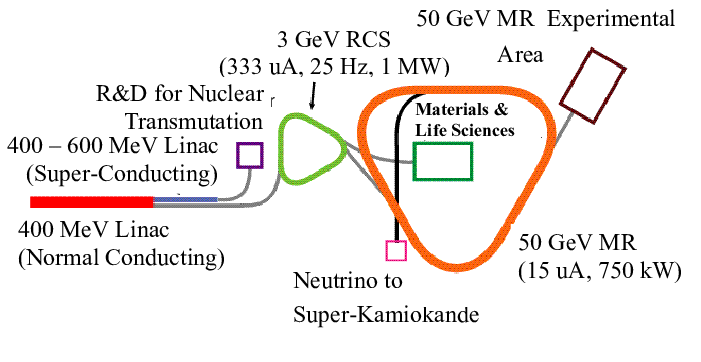 50 GeV MR Experimental
Area
3 GeV RCS
(333 uA, 25 Hz, 1 MW)
R&D for Nuclear
Transmutation
Materials &
Life Sciences
400 – 600 MeV Linac
(Super-Conducting)
400 MeV Linac
(Normal Conducting)
50 GeV MR
(15 uA, 750 kW)
Neutrino to
Super-Kamiokande